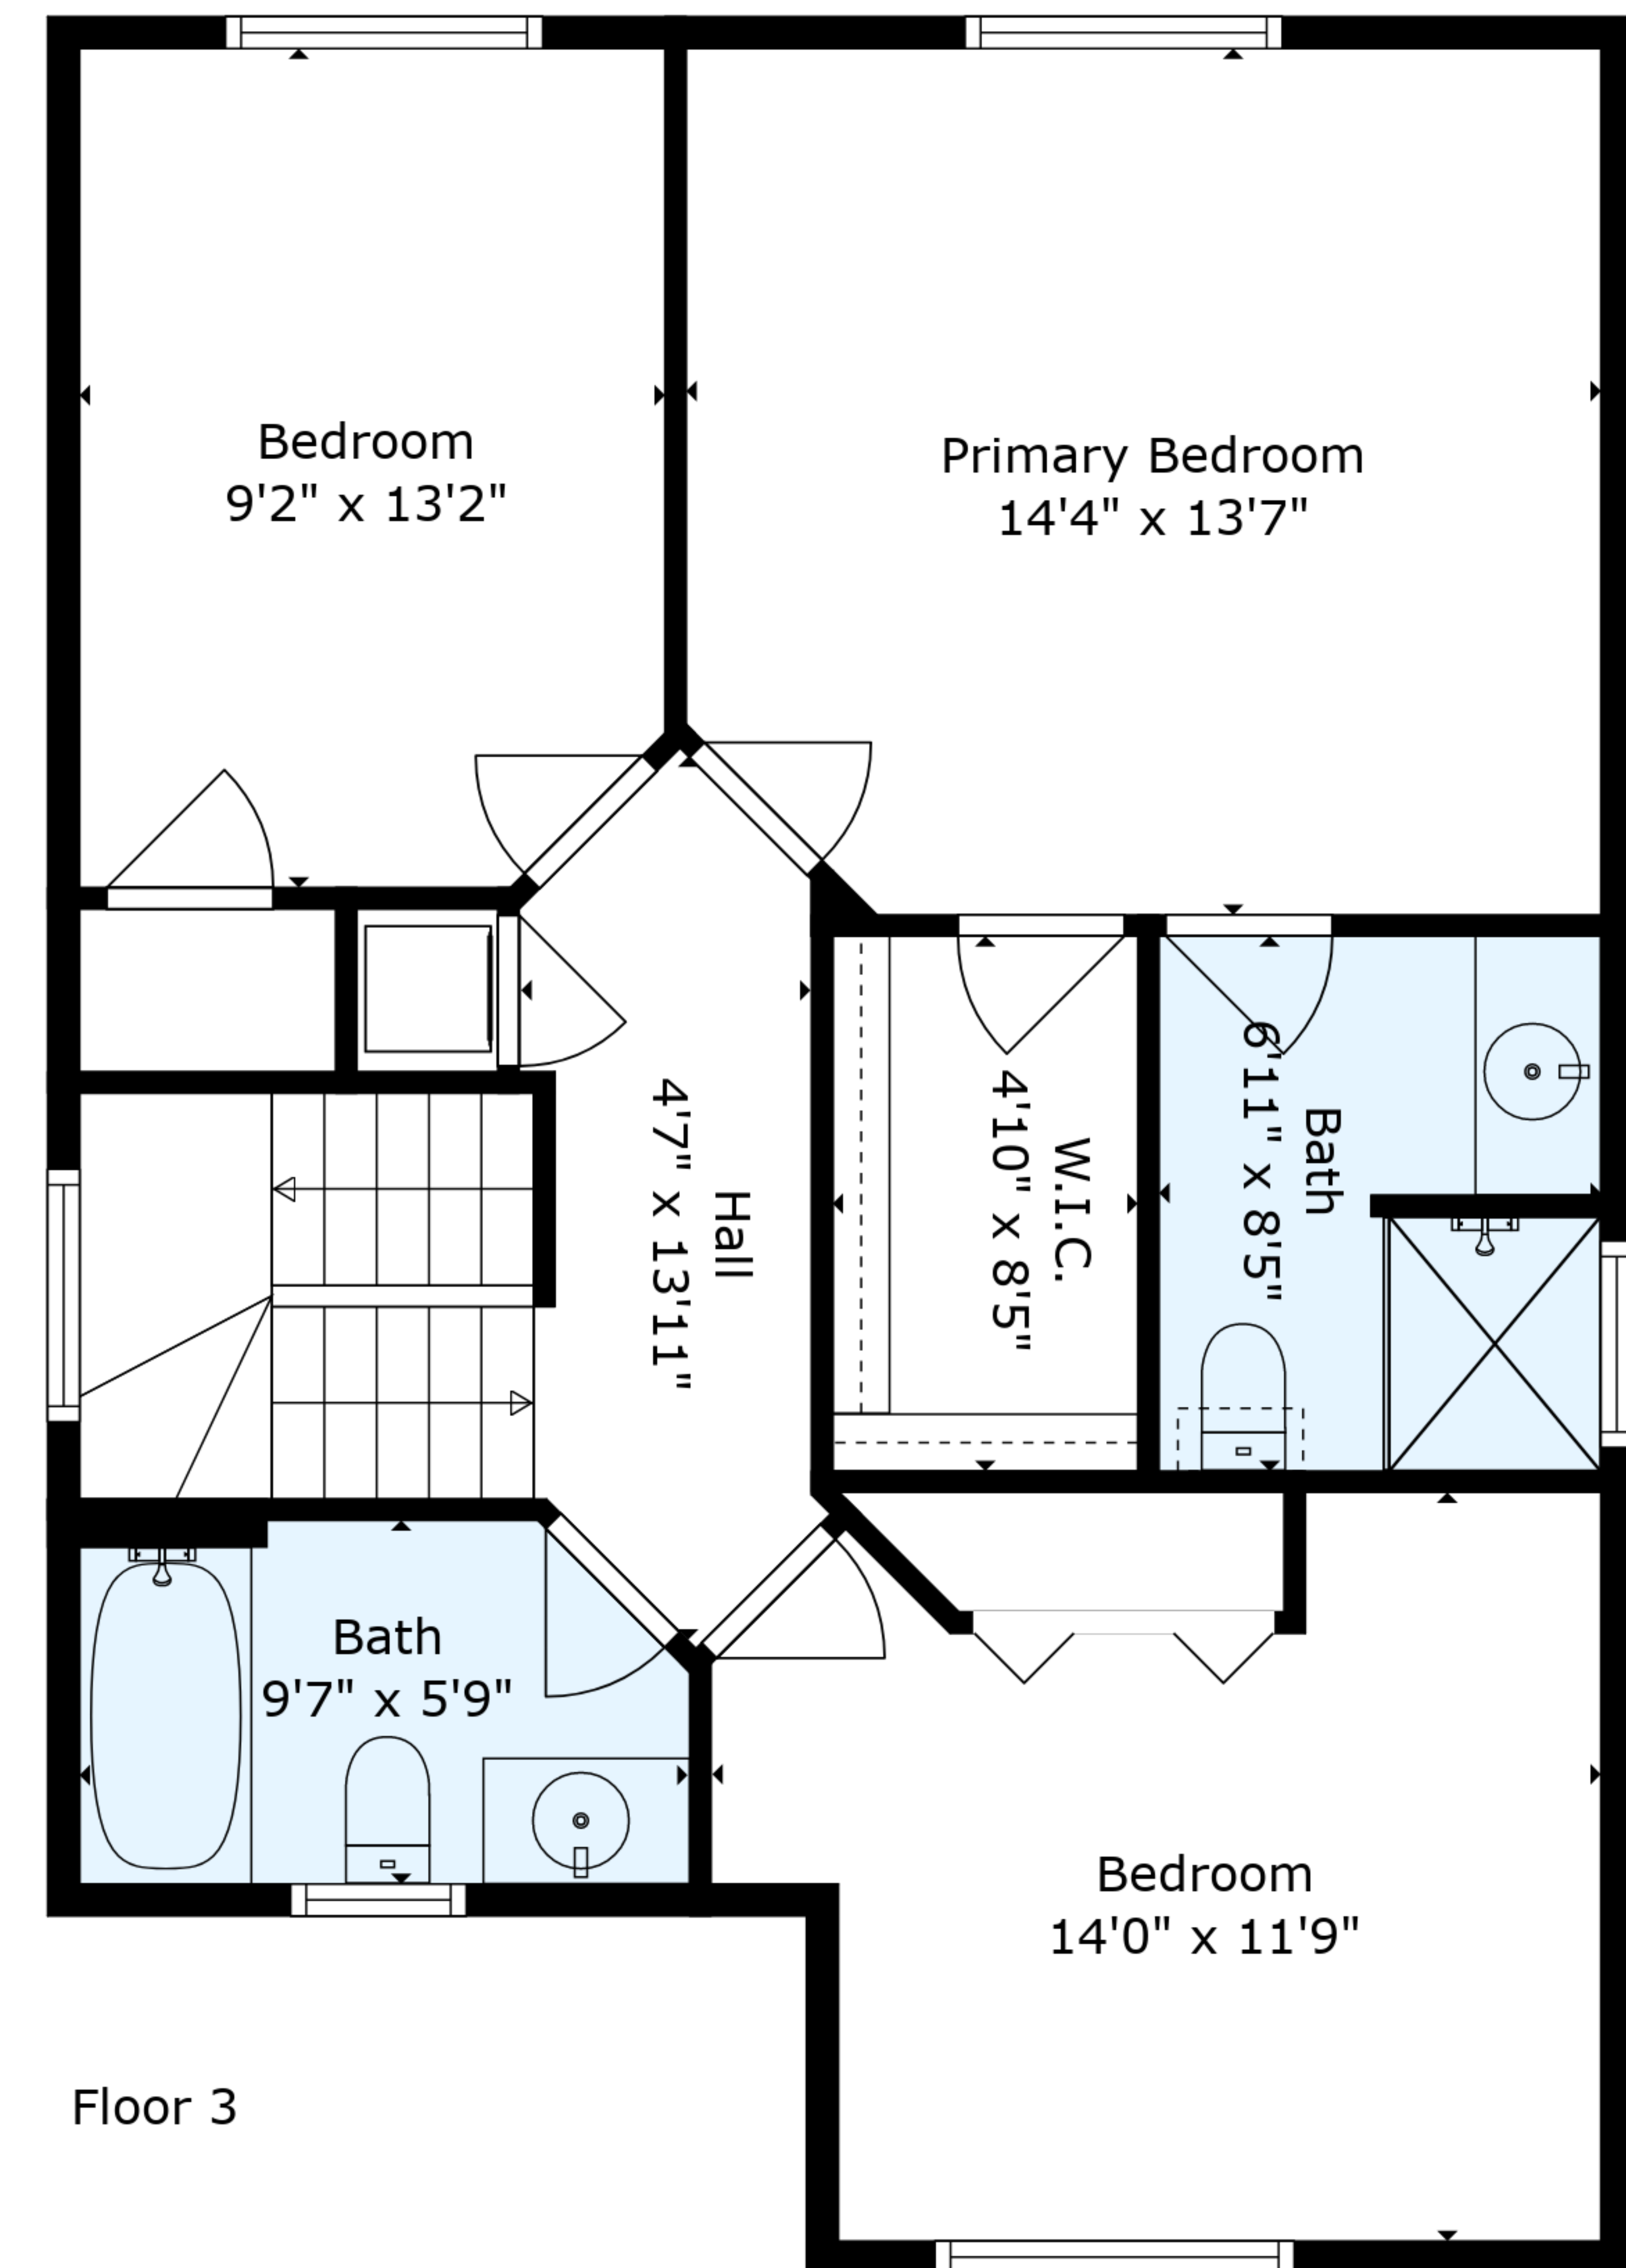 Bedroom
9'2" x 13'2"
Primary Bedroom
14'4" x 13'7"
Hall
4'7" x 13'11"
W.I.C.
4'10" x 8'5"
Bath
6'11" x 8'5"
Bath
9'7" x 5'9"
Bedroom
14'0" x 11'9"
Floor 3